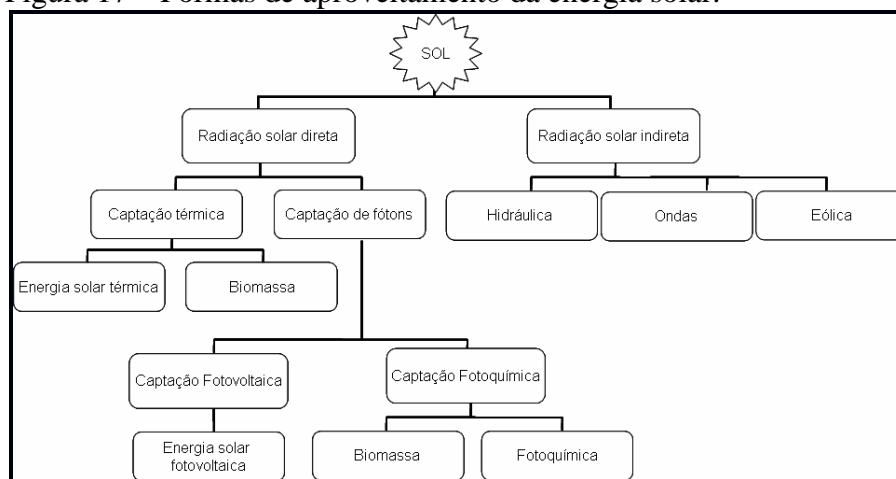 Figura 17 – Formas de aproveitamento da energia solar.
SOL
Radiação solar direta
Radiação solar indireta
Captação térmica
Captação de fótons
Hidráulica
Ondas
Eólica
Energia solar térmica
Biomassa
Captação Fotovoltaica
Captação Fotoquímica
Energia solar
fotovoltaica
Biomassa
Fotoquímica